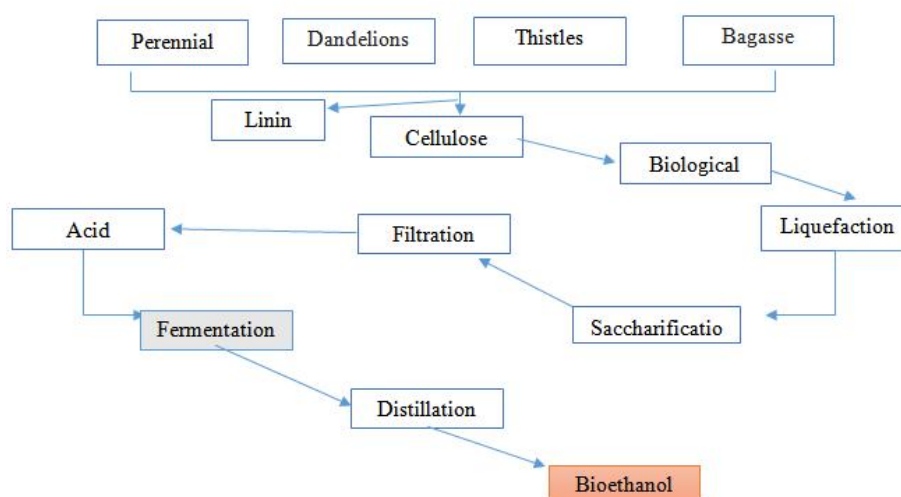 Perennial
Dandelions
Thistles
Bagasse
Linin
Cellulose
Biological
Liquefaction
Acid
Filtration
Saccharificatio
Fermentation
Distillation
Bioethanol